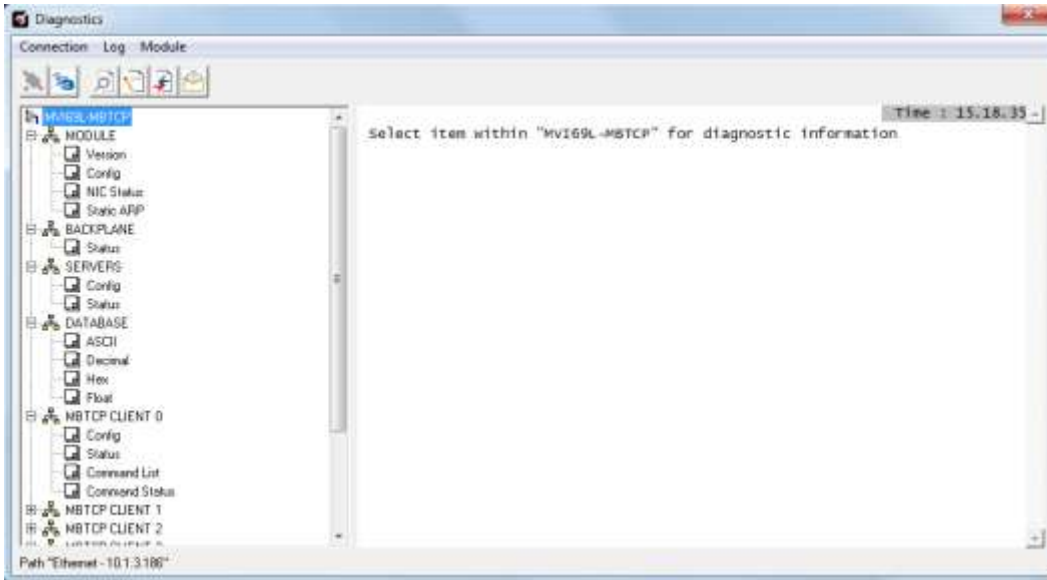 Diagnostics
Connection Log Module
MVI69L-MBTCP
Time : 15.18.35
Select item within "MVI69L-MBTCP" for diagnostic information
MODULE
Version
Config
NIC Status
Static ARP
BACKPLANE
Status
SERVERS
Config
Status
DATABASE
ASCII
Decimal
Hex
Float
MBTCP CLIENT 0
Config
Status
Command List
Command Status
MBTCP CLIENT 1
MBTCP CLIENT 2
Path "Ethernet - 10.1.3.186"